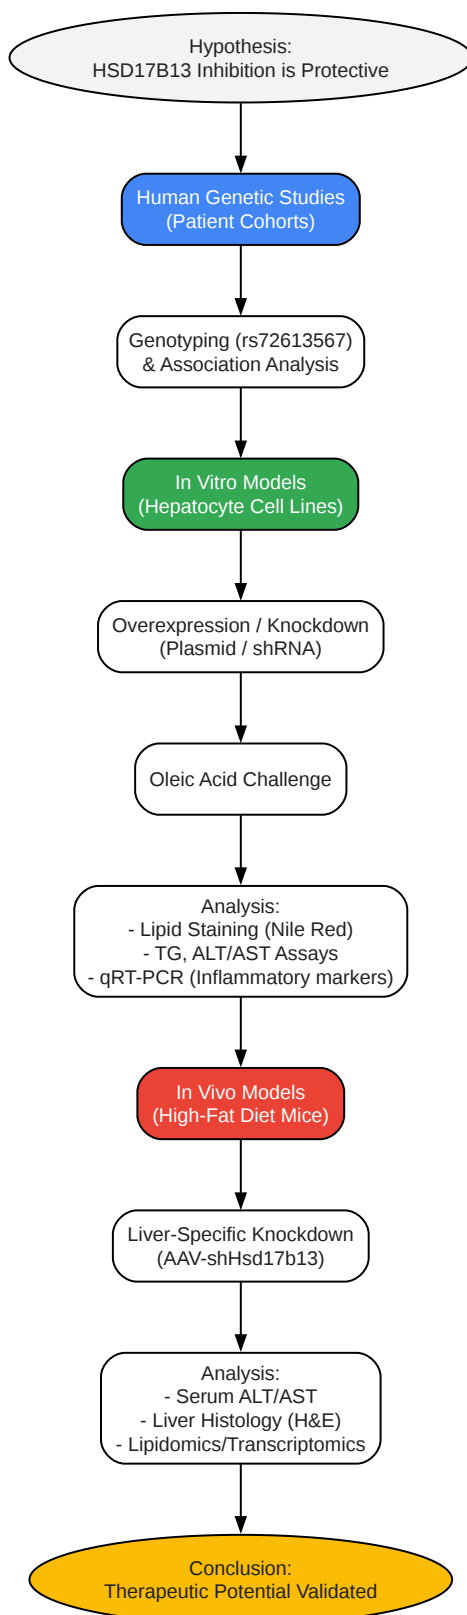 Hypothesis:
HSD17B13 Inhibition is Protective
Human Genetic Studies
(Patient Cohorts)
Genotyping (rs72613567)
& Association Analysis
In Vitro Models
(Hepatocyte Cell Lines)
Overexpression / Knockdown
(Plasmid / shRNA)
Oleic Acid Challenge
Analysis:
- Lipid Staining (Nile Red)
- TG, ALT/AST Assays
- qRT-PCR (Inflammatory markers)
In Vivo Models
(High-Fat Diet Mice)
Liver-Specific Knockdown
(AAV-shHsd17b13)
Analysis:
- Serum ALT/AST
- Liver Histology (H&E)
- Lipidomics/Transcriptomics
Conclusion:
Therapeutic Potential Validated